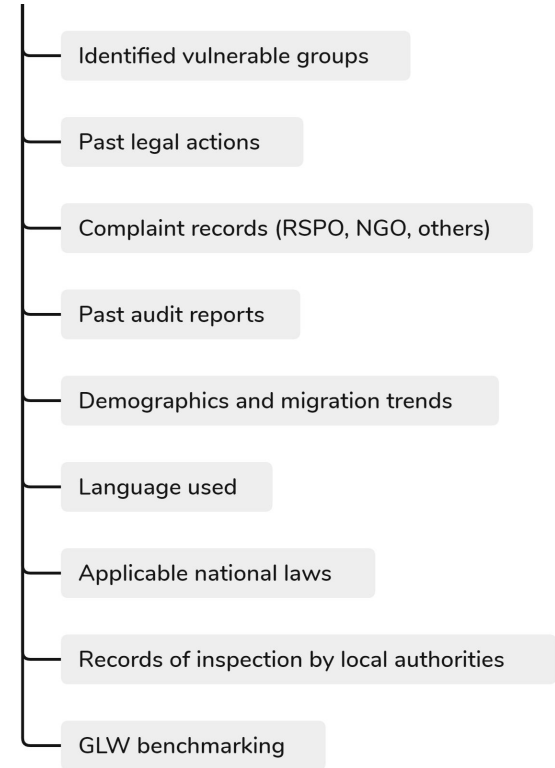 Identified vulnerable groups
Past legal actions
Complaint records (RSPO, NGO, others)
Past audit reports
Demographics and migration trends
Language used
Applicable national laws
Records of inspection by local authorities
GLW benchmarking